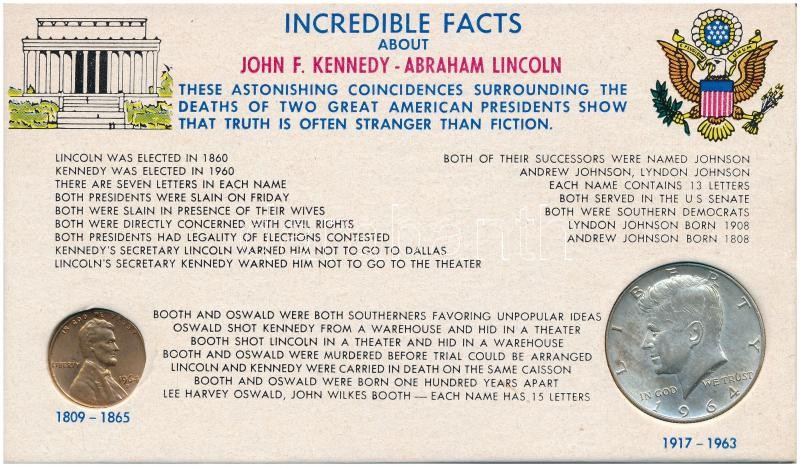 INCREDIBLE FACTS
ABOUT
JOHN F. KENNEDY - ABRAHAM LINCOLN
THESE ASTONISHING COINCIDENCES SURROUNDING THE
DEATHS OF TWO GREAT AMERICAN PRESIDENTS SHOW
THAT TRUTH IS OFTEN STRANGER THAN FICTION.
LINCOLN WAS ELECTED IN 1860
KENNEDY WAS ELECTED IN 1960
THERE ARE SEVEN LETTERS IN EACH NAME
BOTH PRESIDENTS WERE SLAIN ON FRIDAY
BOTH WERE SLAIN IN PRESENCE OF THEIR WIVES
BOTH WERE DIRECTLY CONCERNED WITH CIVIL RIGHTS
BOTH PRESIDENTS HAD LEGALITY OF ELECTIONS CONTESTED
KENNEDY'S SECRETARY LINCOLN WARNED HIM NOT TO GO TO DALLAS
LINCOLN'S SECRETARY KENNEDY WARNED HIM NOT TO GO TO THE THEATER
BOTH OF THEIR SUCCESSORS WERE NAMED JOHNSON
ANDREW JOHNSON, LYNDON JOHNSON
EACH NAME CONTAINS 13 LETTERS
BOTH SERVED IN THE U S SENATE
BOTH WERE SOUTHERN DEMOCRATS
LYNDON JOHNSON BORN 1908
ANDREW JOHNSON BORN 1808
BOOTH AND OSWALD WERE BOTH SOUTHERNERS FAVORING UNPOPULAR IDEAS
OSWALD SHOT KENNEDY FROM A WAREHOUSE AND HID IN A THEATER
BOOTH SHOT LINCOLN IN A THEATER AND HID IN A WAREHOUSE
BOOTH AND OSWALD WERE MURDERED BEFORE TRIAL COULD BE ARRANGED
LINCOLN AND KENNEDY WERE CARRIED IN DEATH ON THE SAME CAISSON
BOOTH AND OSWALD WERE BORN ONE HUNDRED YEARS APART
LEE HARVEY OSWALD, JOHN WILKES BOOTH — EACH NAME HAS 15 LETTERS
IN GOD WE TRUST
LIBERTY
1964
1809 - 1865
LIBERTY
IN GOD WE TRUST
1964
1917 - 1963